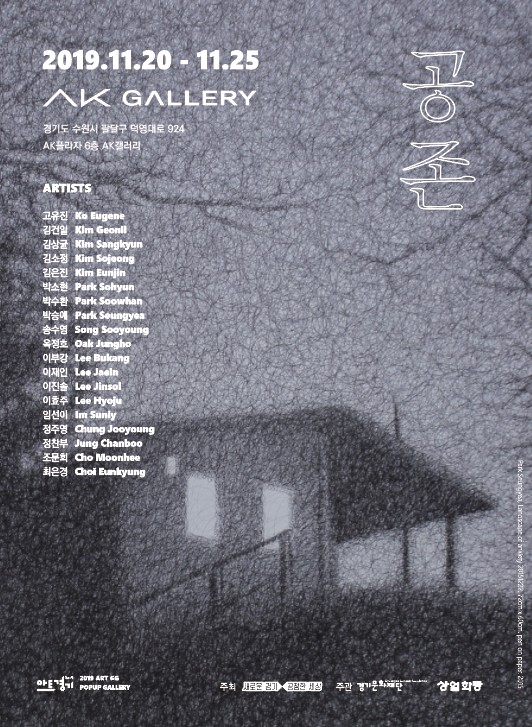 2019.11.20 - 11.25
AK GALLERY
경기도 수원시 팔달구 덕영대로 924
AK플라자 6층 AK갤러리
공존
ARTISTS
고유진 Ko Eugene
김건일 Kim Geonil
김상균 Kim Sangkyun
김소정 Kim Sojeong
김은진 Kim Eunjin
박소현 Park Sohyun
박수환 Park Soowhan
박승예 Park Seungyea
송수영 Song Sooyoung
옥정호 Oak Jungho
이부강 Lee Bukang
이재인 Lee Jaein
이진솔 Lee Jinsol
이효주 Lee Hyoju
임선이 Im Suniy
정주영 Chung Jooyoung
정찬부 Jung Chanboo
조문희 Cho Moonhee
최은경 Choi Eunkyung
아트경기 2019 ART GG
POPUP GALLERY
주최 새로운 경기 공정한 세상 주관 경기문화재단 상업화랑